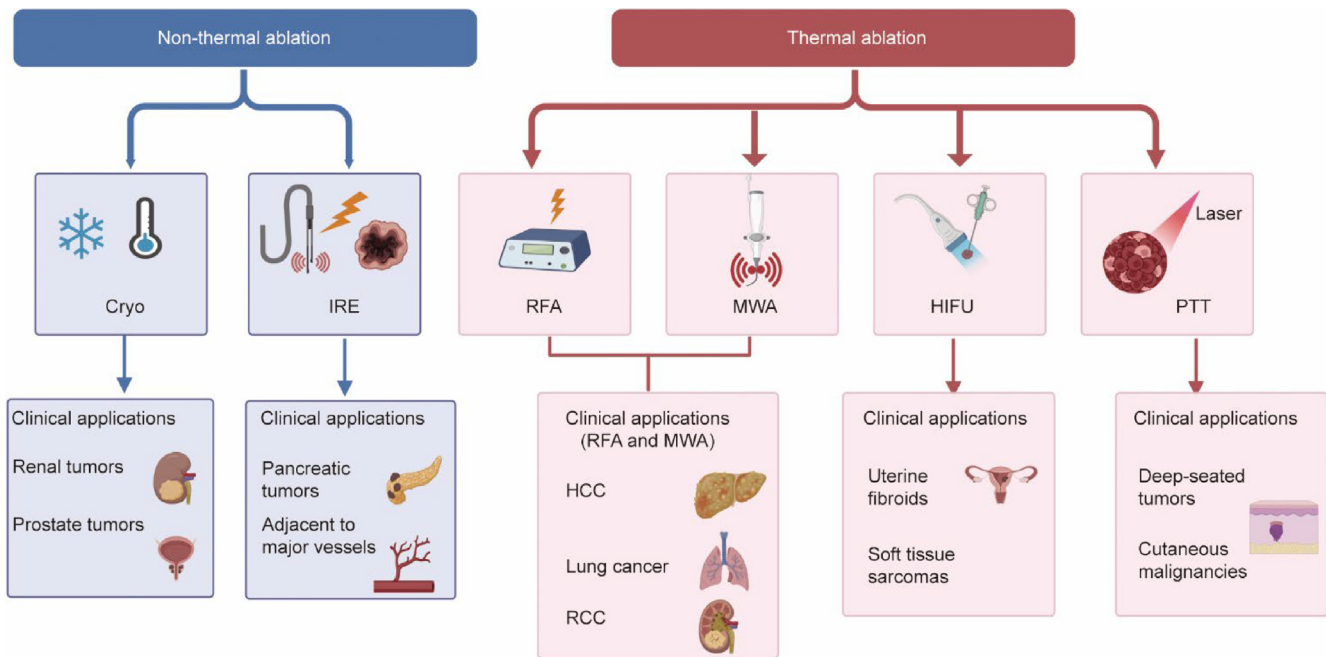 Non-thermal ablation
Thermal ablation
Cryo
IRE
RFA
MWA
HIFU
Laser
PTT
Clinical applications
Renal tumors
Prostate tumors
Clinical applications
Pancreatic
tumors
Adjacent to
major vessels
Clinical applications
(RFA and MWA)
HCC
Lung cancer
RCC
Clinical applications
Uterine
fibroids
Soft tissue
sarcomas
Clinical applications
Deep-seated
tumors
Cutaneous
malignancies